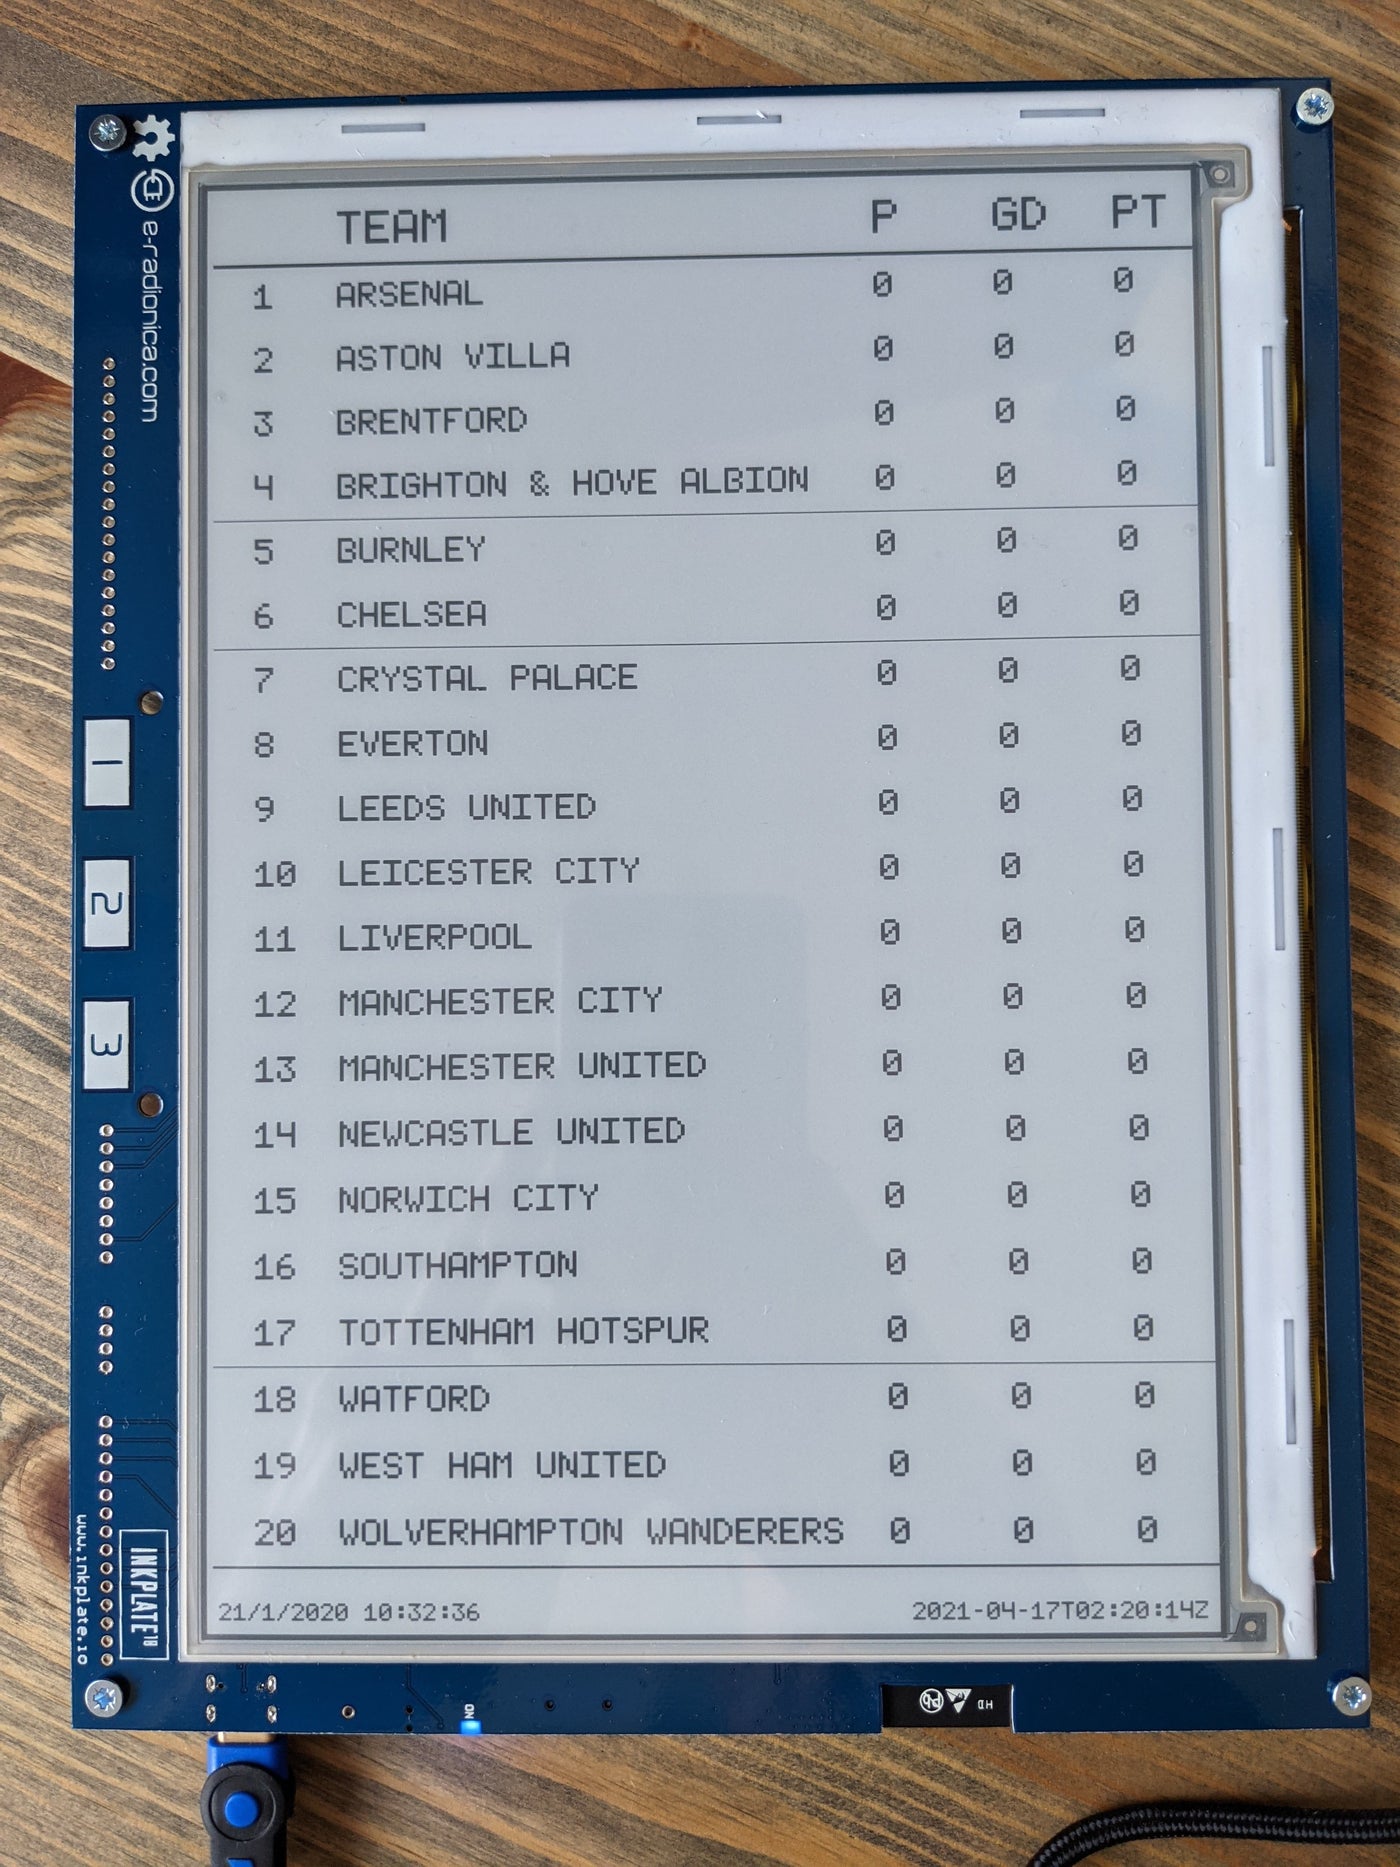 TEAM P GD PT
1 ARSENAL 0 0 0
2 ASTON VILLA 0 0 0
3 BRENTFORD 0 0 0
4 BRIGHTON & HOVE ALBION 0 0 0
5 BURNLEY 0 0 0
6 CHELSEA 0 0 0
7 CRYSTAL PALACE 0 0 0
8 EVERTON 0 0 0
9 LEEDS UNITED 0 0 0
10 LEICESTER CITY 0 0 0
11 LIVERPOOL 0 0 0
12 MANCHESTER CITY 0 0 0
13 MANCHESTER UNITED 0 0 0
14 NEWCASTLE UNITED 0 0 0
15 NORWICH CITY 0 0 0
16 SOUTHAMPTON 0 0 0
17 TOTTENHAM HOTSPUR 0 0 0
18 WATFORD 0 0 0
19 WEST HAM UNITED 0 0 0
20 WOLVERHAMPTON WANDERERS 0 0 0
21/1/2020 10:32:36 2021-04-17T02:20:14Z
e-radionica.com
1
2
3
INKPLATE 10
www.inkplate.io
ON
Pb
HD